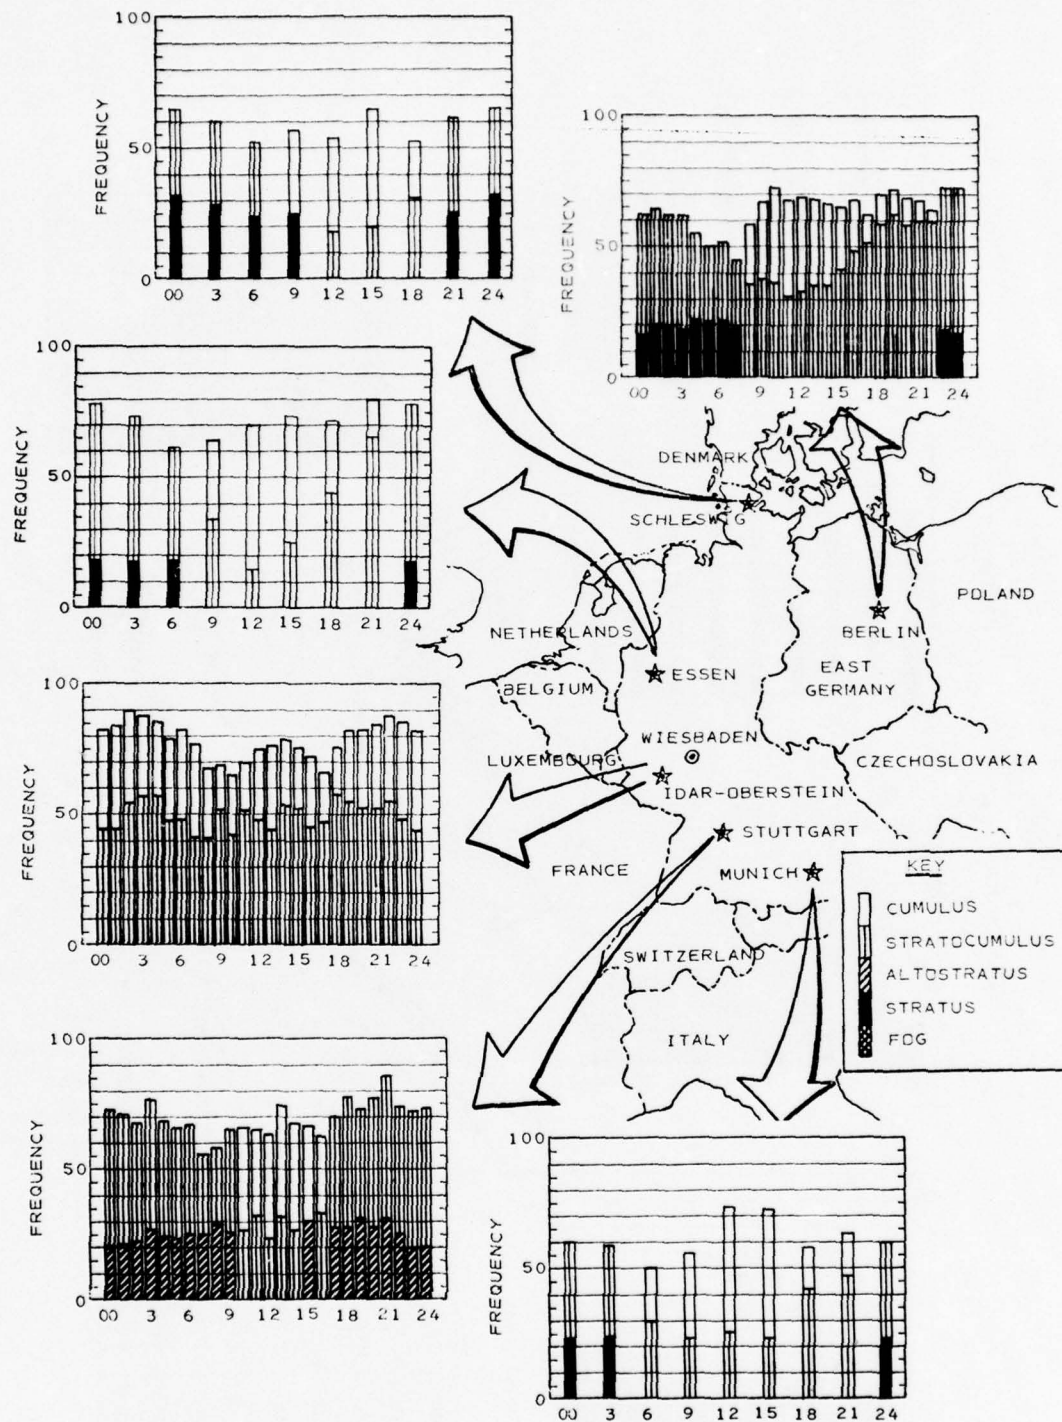 100
FREQUENCY
50
0
00 3 6 9 12 15 18 21 24
100
FREQUENCY
50
0
00 3 6 9 12 15 18 21 24
100
FREQUENCY
50
0
00 3 6 9 12 15 18 21 24
DENMARK
SCHLESWIG
POLAND
NETHERLANDS
BERLIN
ESSEN
EAST
GERMANY
BELGIUM
WIESBADEN
LUXEMBOURG
CZECHOSLOVAKIA
IDAR-OBERSTEIN
STUTTGART
FRANCE
MUNICH
SWITZERLAND
ITALY
100
FREQUENCY
50
0
00 3 6 9 12 15 18 21 24
KEY
CUMULUS
STRATOCUMULUS
ALTOSTRATUS
STRATUS
FOG
100
FREQUENCY
50
0
00 3 6 9 12 15 18 21 24
100
FREQUENCY
50
0
00 3 6 9 12 15 18 21 24